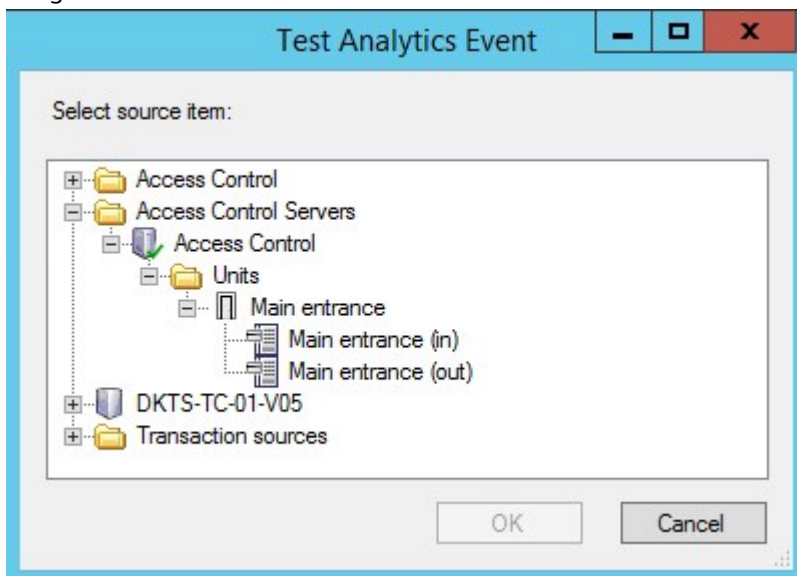 Test Analytics Event
Select source item:
Access Control
Access Control Servers
Access Control
Units
Main entrance
Main entrance (in)
Main entrance (out)
DKTS-TC-01-V05
Transaction sources
OK
Cancel